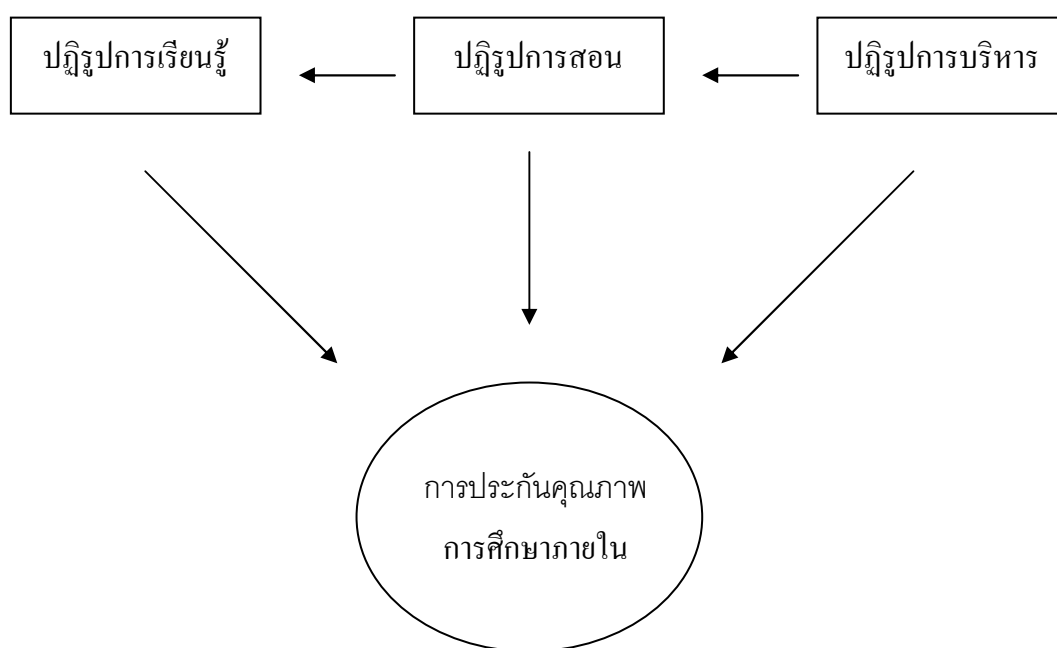 ปฏิรูปการเรียนรู้
ปฏิรูปการสอน
ปฏิรูปการบริหาร
การประกันคุณภาพ
การศึกษาภายใน